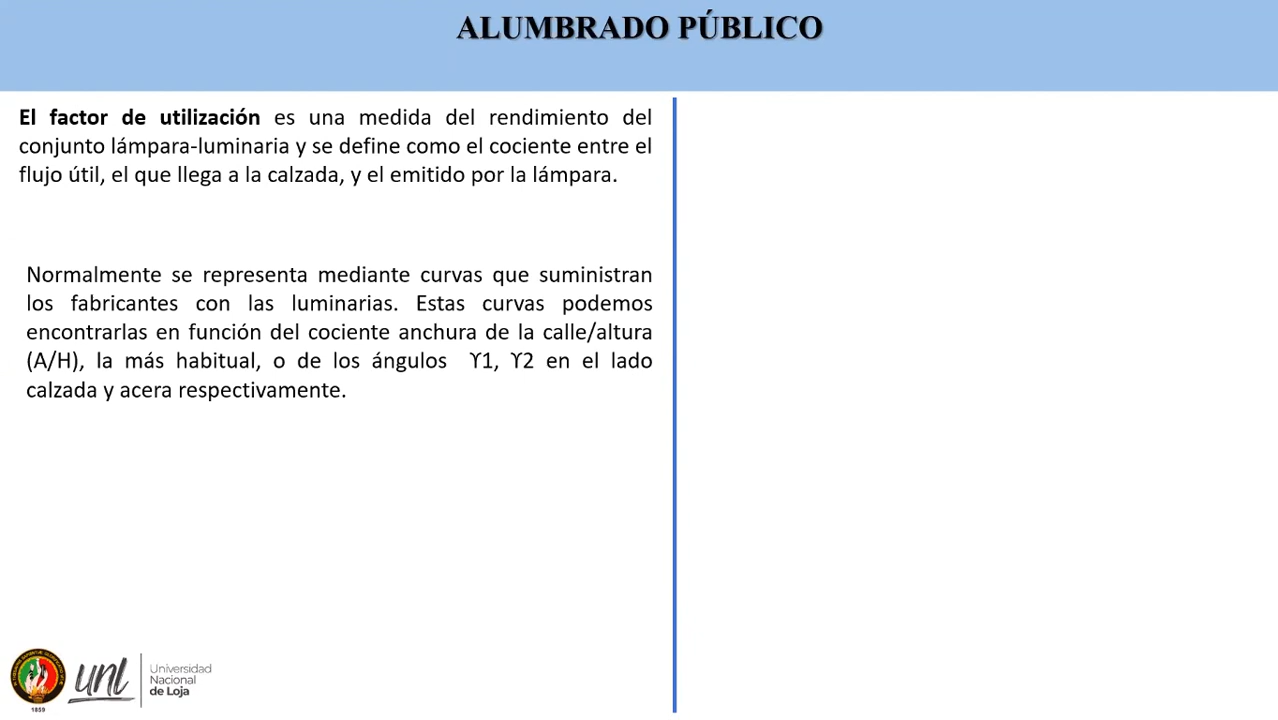 ALUMBRADO PÚBLICO
El factor de utilización es una medida del rendimiento del
conjunto lámpara-luminaria y se define como el cociente entre el
flujo útil, el que llega a la calzada, y el emitido por la lámpara.
Normalmente se representa mediante curvas que suministran
los fabricantes con las luminarias. Estas curvas podemos
encontrarlas en función del cociente anchura de la calle/altura
(A/H), la más habitual, o de los ángulos ϒ1, ϒ2 en el lado
calzada y acera respectivamente.
unl
Universidad
Nacional
de Loja
1859